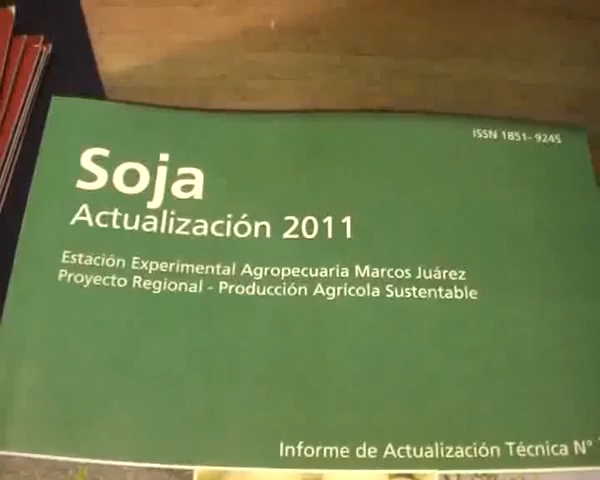 ISSN 1851-9245
Soja
Actualización 2011
Estación Experimental Agropecuaria Marcos Juárez
Proyecto Regional - Producción Agrícola Sustentable
Informe de Actualización Técnica N°